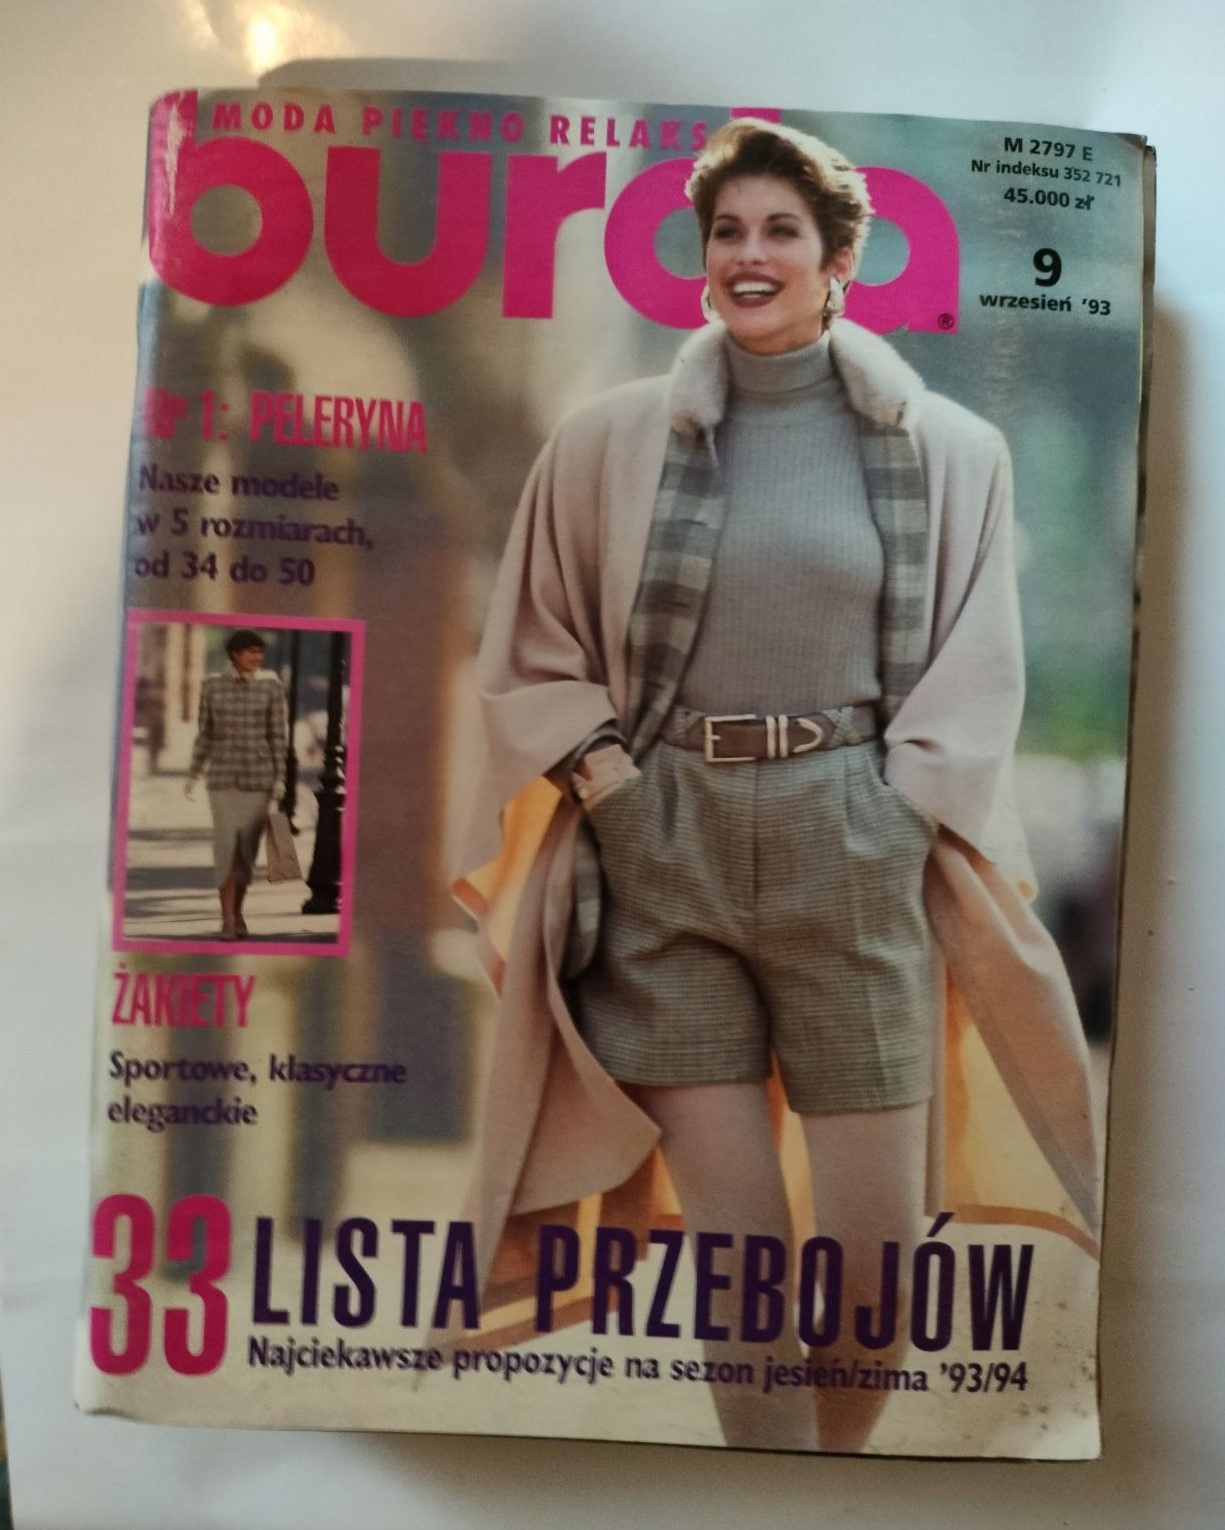 MODA PIĘKNO RELAKS
burda
®
M 2797 E
Nr indeksu 352 721
45.000 zł
9
wrzesień '93
Nr 1: PELERYNA
Nasze modele
w 5 rozmiarach,
od 34 do 50
ŻAKIETY
Sportowe, klasyczne
eleganckie
33 LISTA PRZEBOJÓW
Najciekawsze propozycje na sezon jesień/zima '93/94